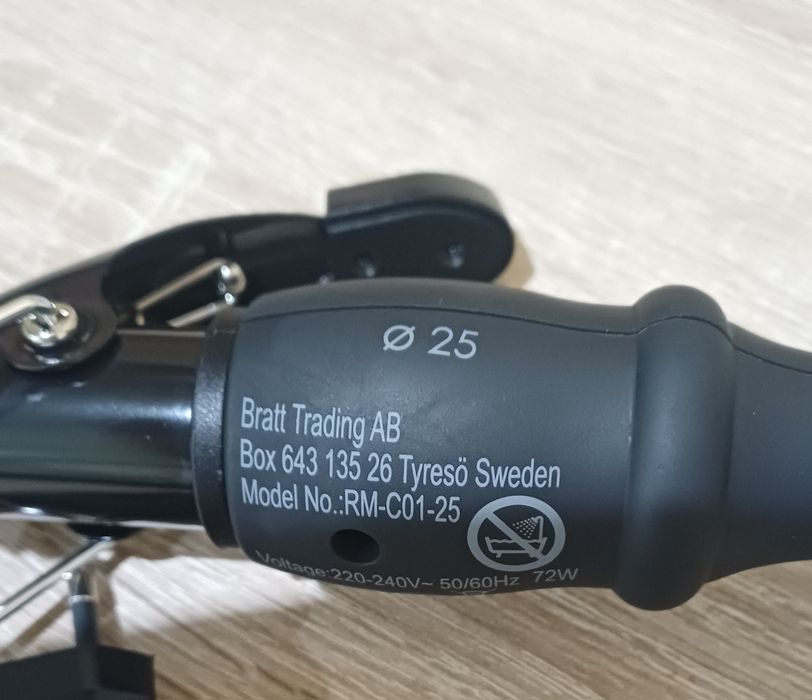 Ø 25
Bratt Trading AB
Box 643 135 26 Tyresö Sweden
Model No.:RM-C01-25
Voltage:220-240V~ 50/60Hz 72W